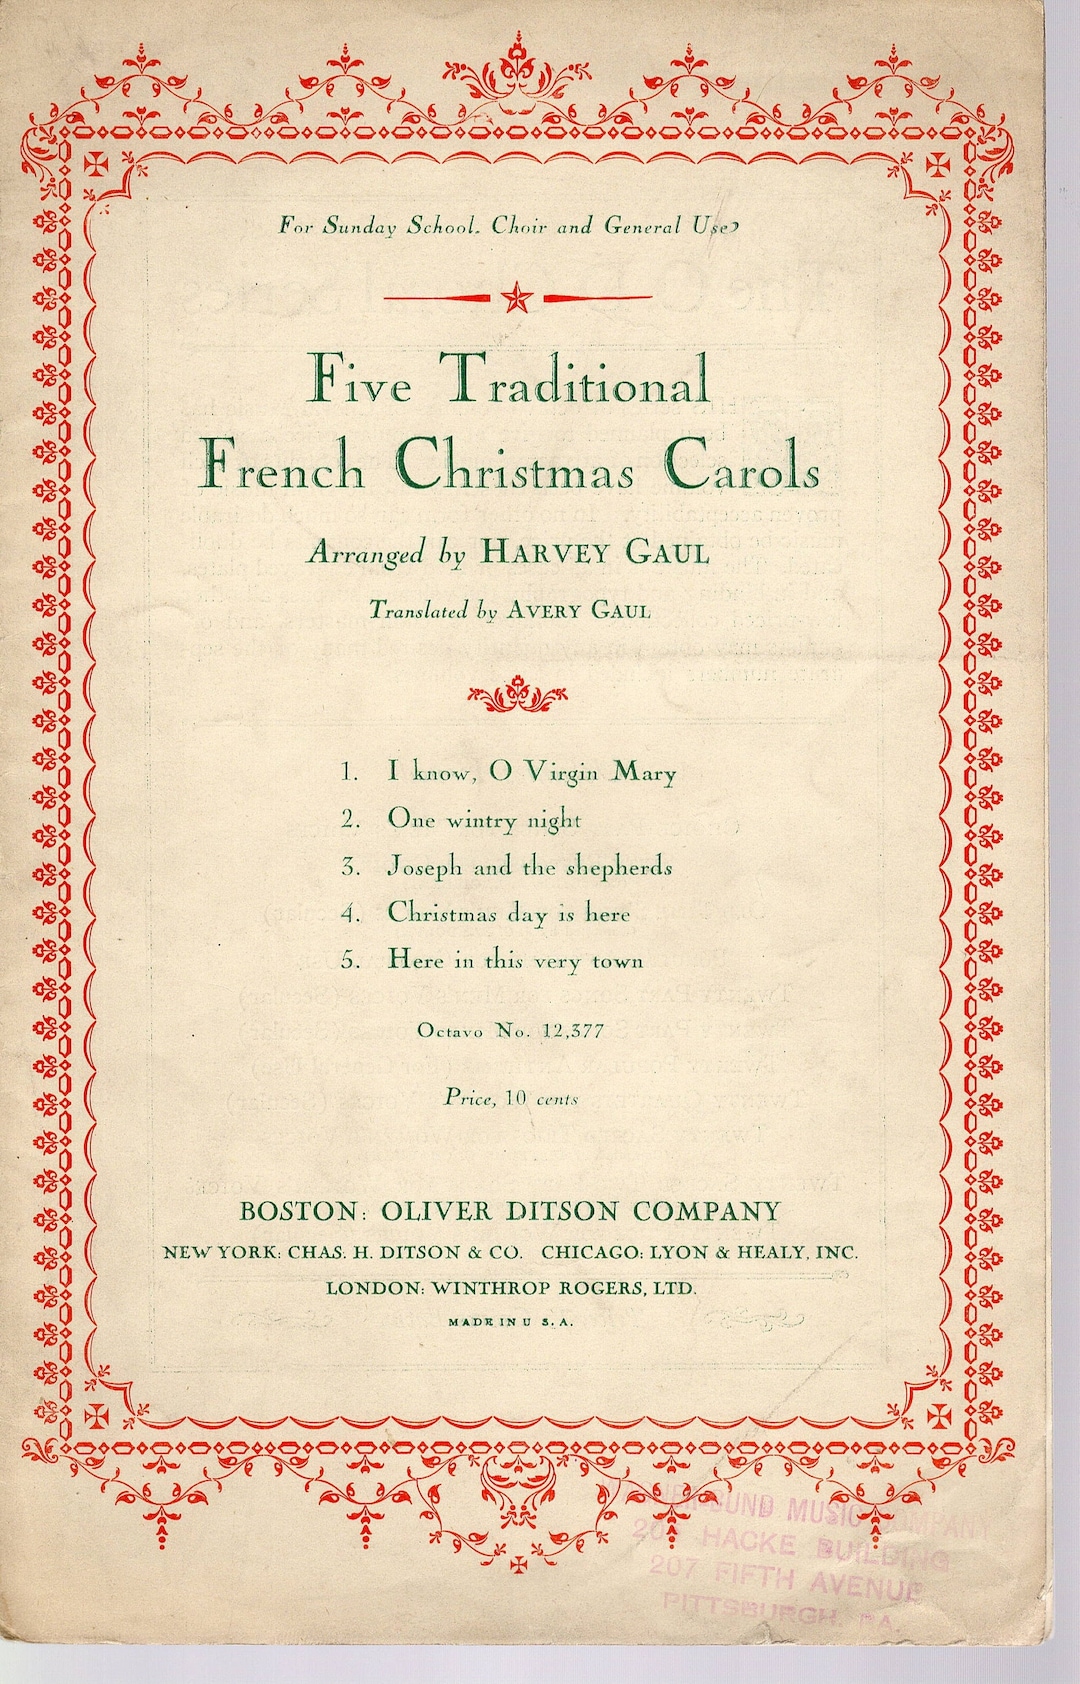 For Sunday School, Choir and General Use
Five Traditional
French Christmas Carols
Arranged by HARVEY GAUL
Translated by AVERY GAUL
1. I know, O Virgin Mary
2. One wintry night
3. Joseph and the shepherds
4. Christmas day is here
5. Here in this very town
Octavo No. 12,377
Price, 10 cents
BOSTON: OLIVER DITSON COMPANY
NEW YORK: CHAS. H. DITSON & CO. CHICAGO: LYON & HEALY, INC.
LONDON: WINTHROP ROGERS, LTD.
MADE IN U.S.A.
MUSIC COMPANY
HACKE BUILDING
207 FIFTH AVENUE
PITTSBURGH, PA.